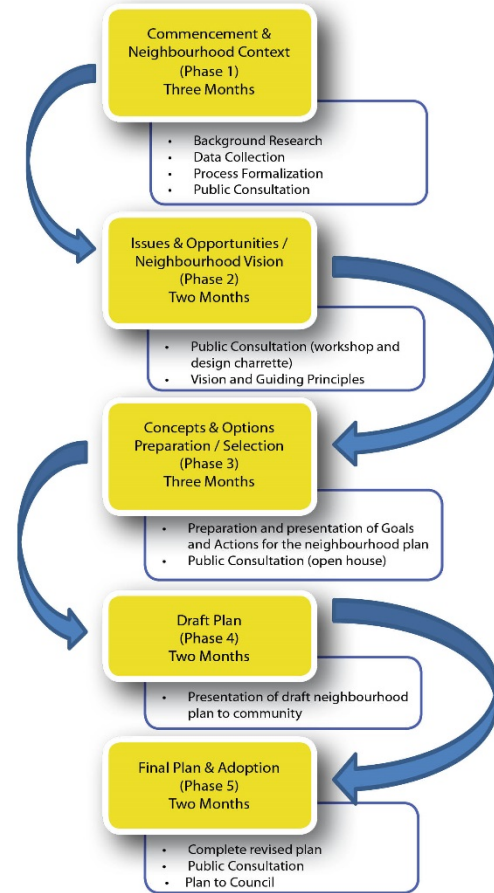 Commencement &
Neighbourhood Context
(Phase 1)
Three Months
• Background Research
• Data Collection
• Process Formalization
• Public Consultation
Issues & Opportunities /
Neighbourhood Vision
(Phase 2)
Two Months
• Public Consultation (workshop and
design charrette)
• Vision and Guiding Principles
Concepts & Options
Preparation / Selection
(Phase 3)
Three Months
• Preparation and presentation of Goals
and Actions for the neighbourhood plan
• Public Consultation (open house)
Draft Plan
(Phase 4)
Two Months
• Presentation of draft neighbourhood
plan to community
Final Plan & Adoption
(Phase 5)
Two Months
• Complete revised plan
• Public Consultation
• Plan to Council